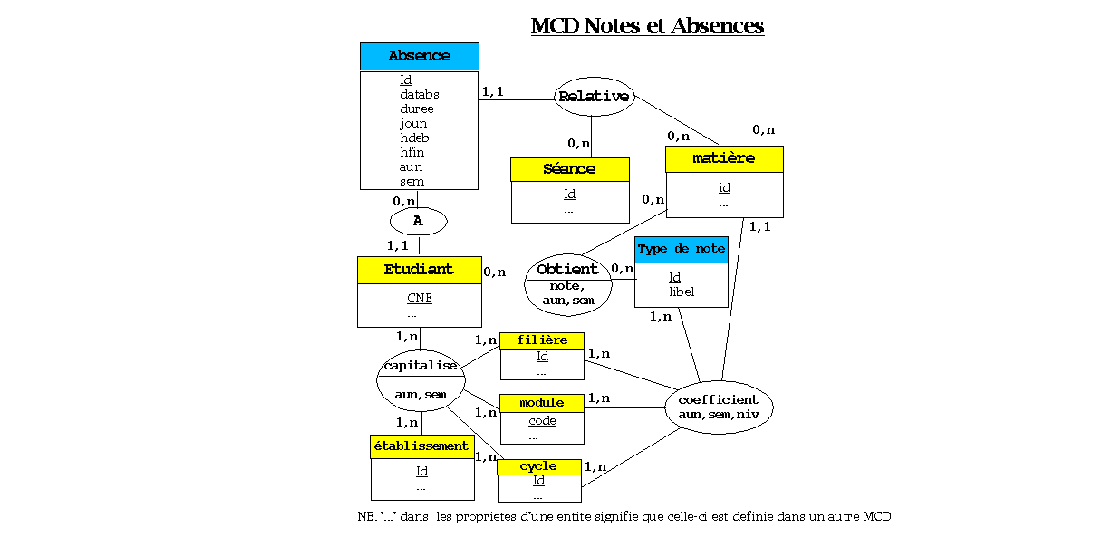 MCD Notes et Absences
Absence
Id
databs
duree
joun
hdeb
hfin
aun
sem
1,1
Relative
0,n
0,n
0,n
Séance
Id
...
matière
id
...
0,n
A
1,1
0,n
1,1
Etudiant
CNE
...
0,n
Obtient
note,
aun,sem
0,n
Type de note
Id
libel
1,n
1,n
capitalise
aun,sem
1,n
filière
Id
...
1,n
1,n
module
code
...
1,n
coefficient
aun,sem,niv
1,n
établissement
Id
...
1,n
cycle
Id
...
1,n
NB. "..." dans les proprietes d'une entite signifie que celle-ci est definie dans un autre MCD